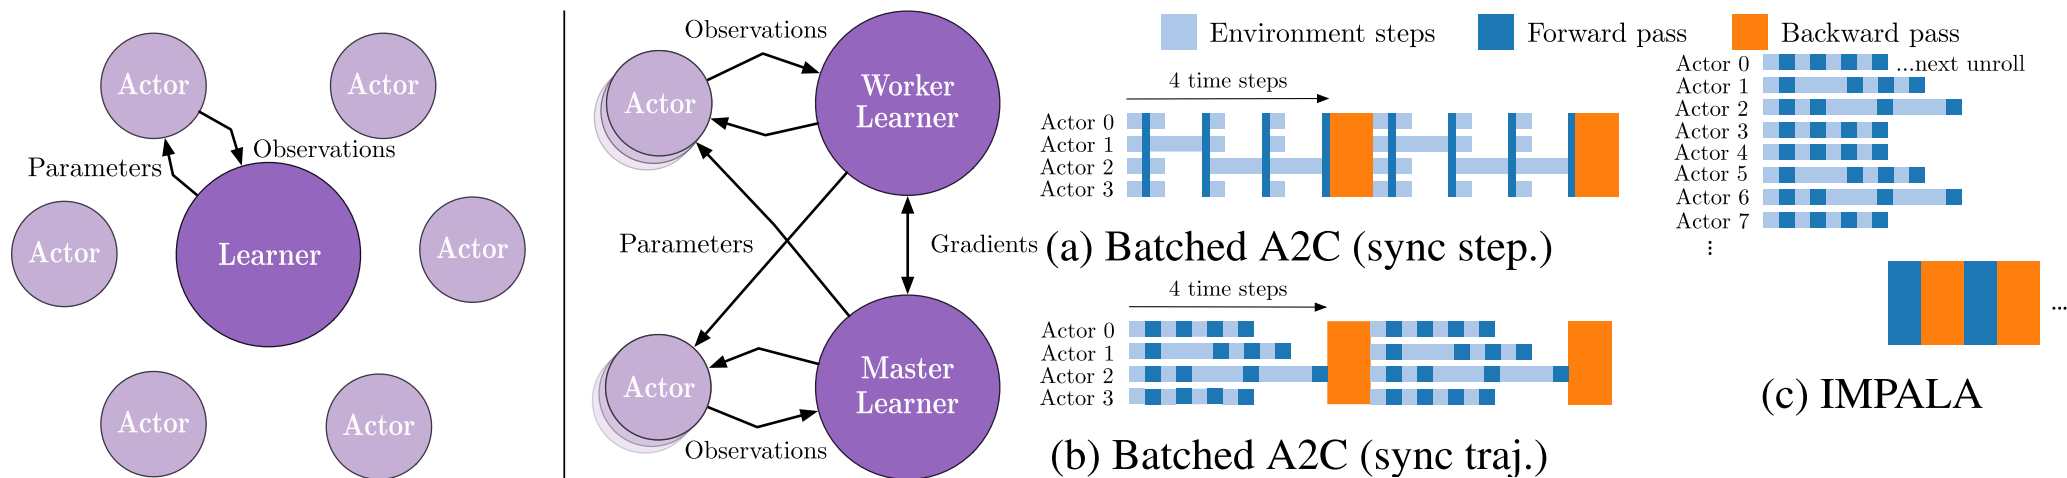 Actor
Actor
Parameters
Observations
Actor
Learner
Actor
Actor
Actor
Observations
Actor
Worker
Learner
Parameters
Gradients
Actor
Master
Learner
Observations
Environment steps
Forward pass
Backward pass
4 time steps
Actor 0
Actor 1
Actor 2
Actor 3
(a) Batched A2C (sync step.)
4 time steps
Actor 0
Actor 1
Actor 2
Actor 3
(b) Batched A2C (sync traj.)
Actor 0
...next unroll
Actor 1
Actor 2
Actor 3
Actor 4
Actor 5
Actor 6
Actor 7
⋮
...
(c) IMPALA